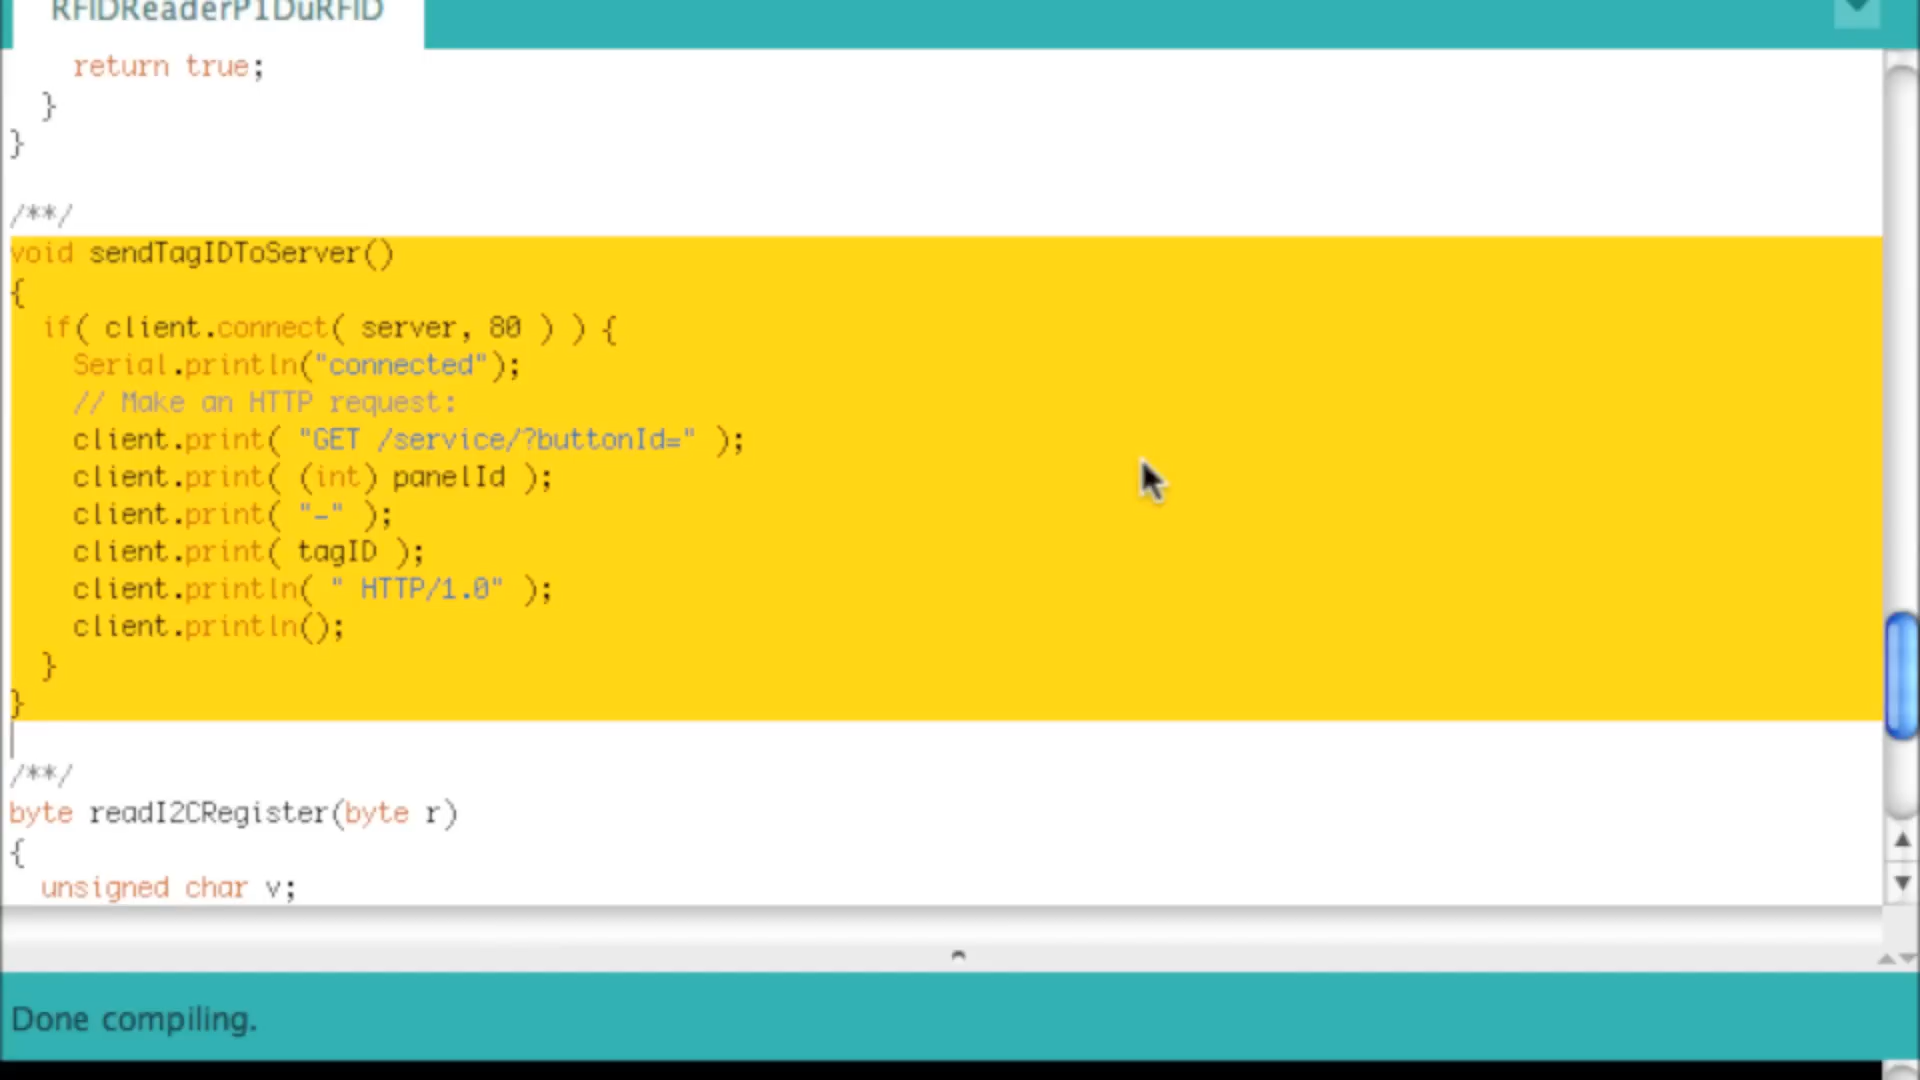 RFIDReaderP1DuRFID
    return true;
  }
}
/**/
void sendTagIDToServer()
{
  if( client.connect( server, 80 ) ) {
    Serial.println("connected");
    // Make an HTTP request:
    client.print( "GET /service/?buttonId=" );
    client.print( (int) panelId );
    client.print( "-" );
    client.print( tagID );
    client.println( " HTTP/1.0" );
    client.println();
  }
}
/**/
byte readI2CRegister(byte r)
{
  unsigned char v;
Done compiling.